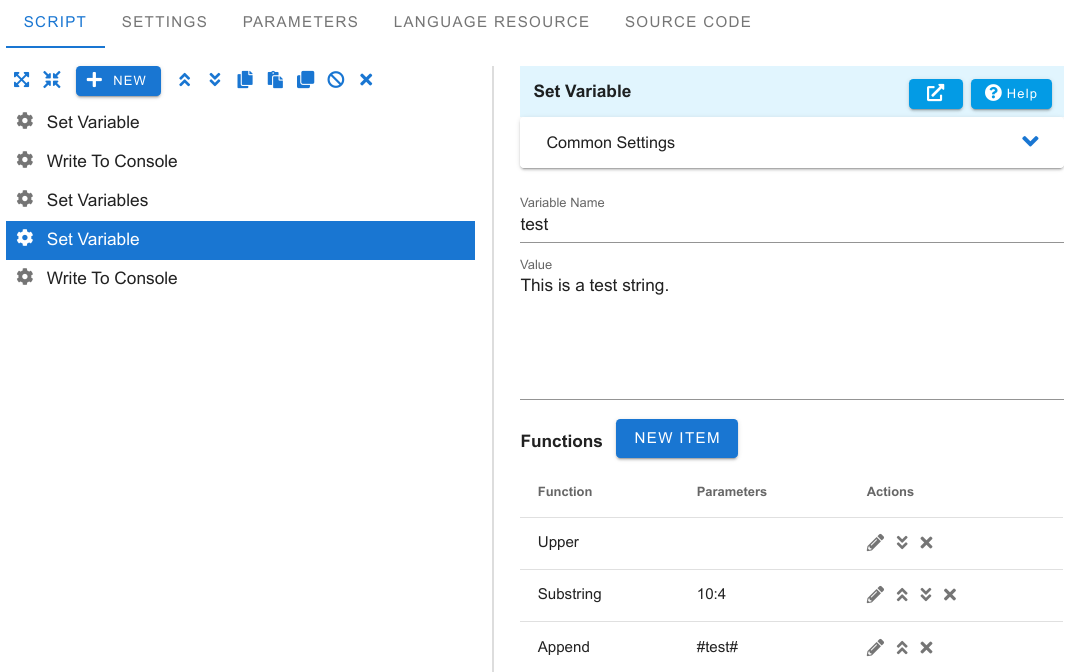 SCRIPT SETTINGS PARAMETERS LANGUAGE RESOURCE SOURCE CODE
NEW
Set Variable
Write To Console
Set Variables
Set Variable
Write To Console
Set Variable
Help
Common Settings
Variable Name
test
Value
This is a test string.
Functions NEW ITEM
Function Parameters Actions
Upper
Substring 10:4
Append #test#